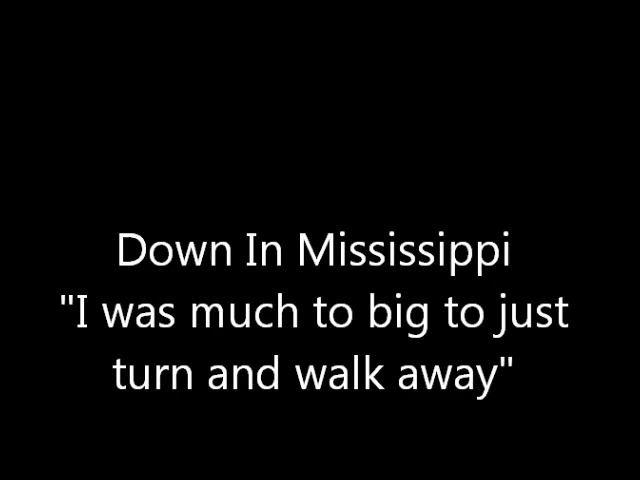 Down In Mississippi
"I was much to big to just
turn and walk away"